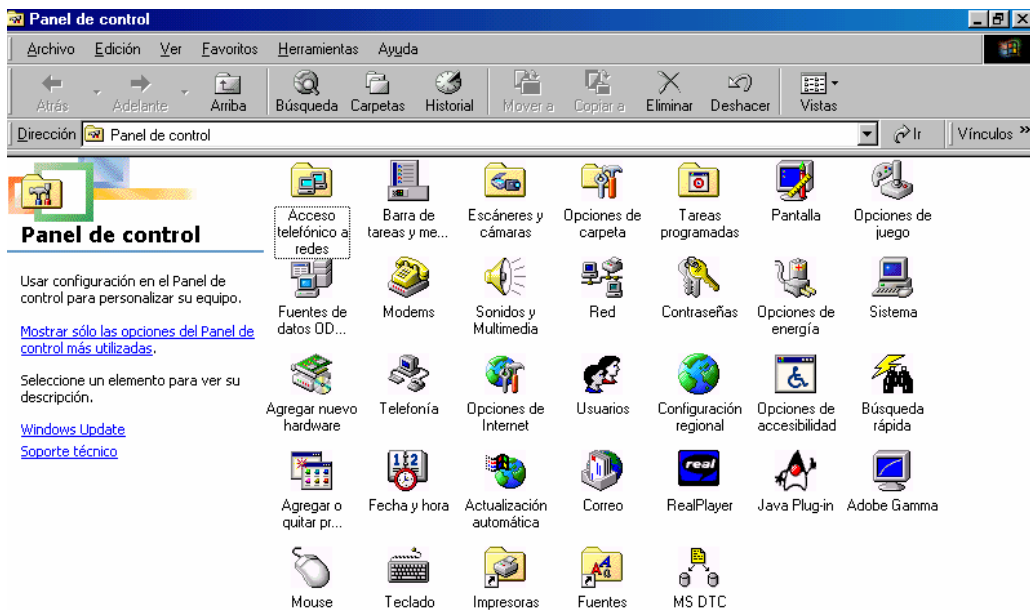 Panel de control
Archivo Edición Ver Favoritos Herramientas Ayuda
Atrás Adelante Arriba Búsqueda Carpetas Historial Mover a Copiar a Eliminar Deshacer Vistas
Dirección Panel de control Ir Vínculos »
Panel de control
Usar configuración en el Panel de
control para personalizar su equipo.
Mostrar sólo las opciones del Panel de
control más utilizadas.
Seleccione un elemento para ver su
descripción.
Windows Update
Soporte técnico
Acceso
telefónico a
redes
Barra de
tareas y me...
Escáneres y
cámaras
Opciones de
carpeta
Tareas
programadas
Pantalla
Opciones de
juego
Fuentes de
datos OD...
Modems
Sonidos y
Multimedia
Red
Contraseñas
Opciones de
energía
Sistema
Agregar nuevo
hardware
Telefonía
Opciones de
Internet
Usuarios
Configuración
regional
Opciones de
accesibilidad
Búsqueda
rápida
Agregar o
quitar pr...
12
Fecha y hora
Actualización
automática
Correo
real
RealPlayer
Java Plug-in
Adobe Gamma
Mouse
Teclado
Impresoras
Fuentes
MS DTC